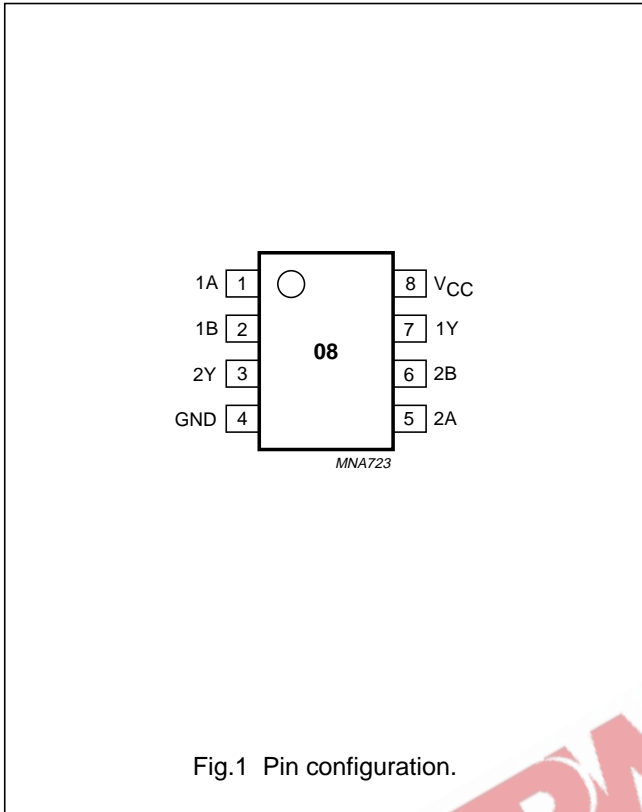 1A 1 8 VCC
1B 2 7 1Y
08
2Y 3 6 2B
GND 4 5 2A
MNA723
Fig.1 Pin configuration.